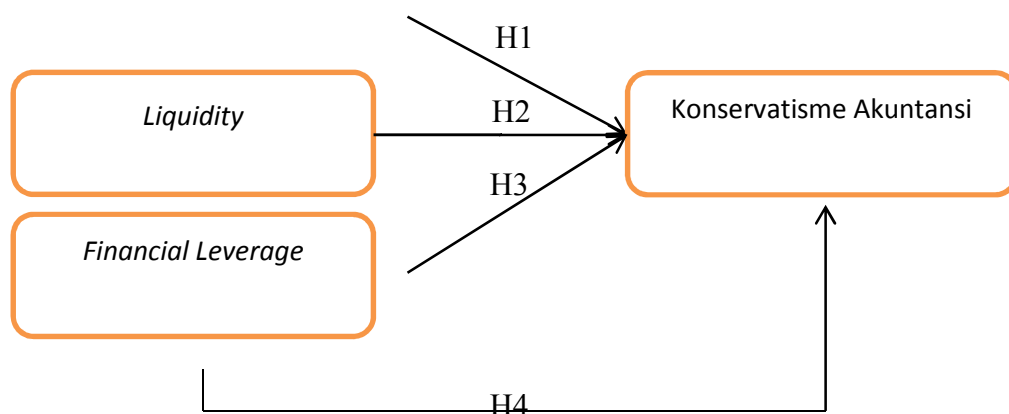 H1
Liquidity
H2
Konservatisme Akuntansi
H3
Financial Leverage
H4